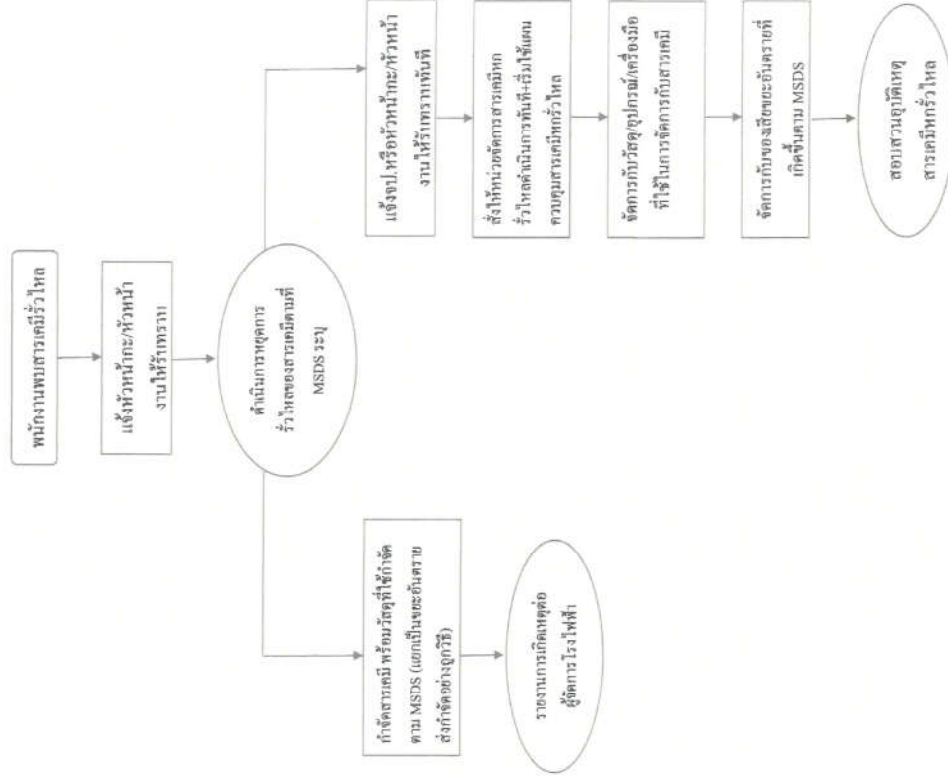 พนักงานพบสารเคมีรั่วไหล
แจ้งหัวหน้ากะ/หัวหน้า
งานให้รับทราบ
ดำเนินการหยุดการ
รั่วไหลของสารเคมีตามที่
MSDS ระบุ
กำจัดสารเคมี พร้อมวัสดุที่ใช้กำจัด
ตาม MSDS (แยกเป็นขยะอันตราย
ส่งกำจัดอย่างถูกวิธี)
รายงานการเกิดเหตุต่อ
ผู้จัดการโรงไฟฟ้า
แจ้งจป.หรือหัวหน้ากะ/หัวหน้า
งานให้รับทราบทันที
สั่งให้หน่วยจัดการสารเคมีหก
รั่วไหลดำเนินการทันที+เริ่มใช้แผน
ควบคุมสารเคมีหกรั่วไหล
จัดการกับวัสดุ/อุปกรณ์/เครื่องมือ
ที่ใช้ในการจัดการกับสารเคมี
จัดการกับของเสียขยะอันตรายที่
เกิดขึ้นตาม MSDS
สอบสวนอุบัติเหตุ
สารเคมีหกรั่วไหล